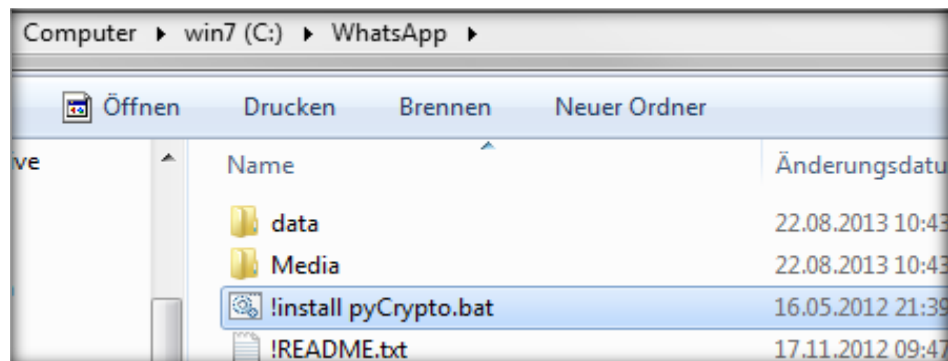 Computer ▸ win7 (C:) ▸ WhatsApp ▸
Öffnen Drucken Brennen Neuer Ordner
ve Name Änderungsdatu
data 22.08.2013 10:43
Media 22.08.2013 10:43
!install pyCrypto.bat 16.05.2012 21:39
!README.txt 17.11.2012 09:47